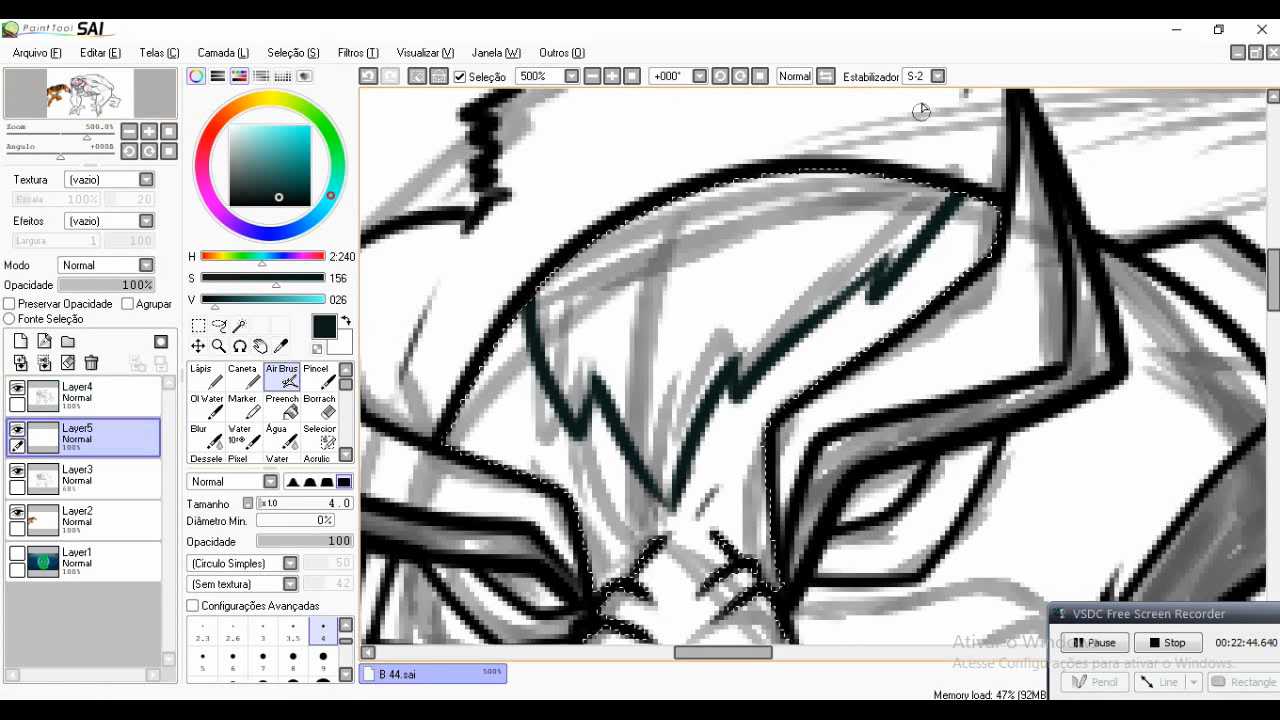 PaintTool SAI
Arquivo (F) Editar (E) Telas (C) Camada (L) Seleção (S) Filtros (T) Visualizar (V) Janela (W) Outros (O)
Seleção 500% +000° Normal Estabilizador S-2
Zoom 500.0%
Angulo +000θ
Textura (vazio)
Escala 100% 20
Efeitos (vazio)
Largura 1 100
Modo Normal
Opacidade 100%
Preservar Opacidade Agrupar
Fonte Seleção
Layer4
Normal
100%
Layer5
Normal
100%
Layer3
Normal
68%
Layer2
Normal
100%
Layer1
Normal
100%
H 2:240
S 156
V 026
Lápis Caneta Air Brus Pincel
Ol Water Marker Preench Borrach
Blur Water Água Selecior
Dessele Pixel Water Acrulic
Normal
Tamanho x 1.0 4.0
Diâmetro Min. 0%
Opacidade 100
(Circulo Simples) 50
(Sem textura) 42
Configurações Avançadas
2.3 2.6 3 3.5 4
5 6 7 8 9
B 44.sai 500%
VSDC Free Screen Recorder
Pause Stop 00:22:44.640
Pencil Line Rectangle
Ativar o Windows
Acesse Configurações para ativar o Windows.
Memory load: 47% (92MB